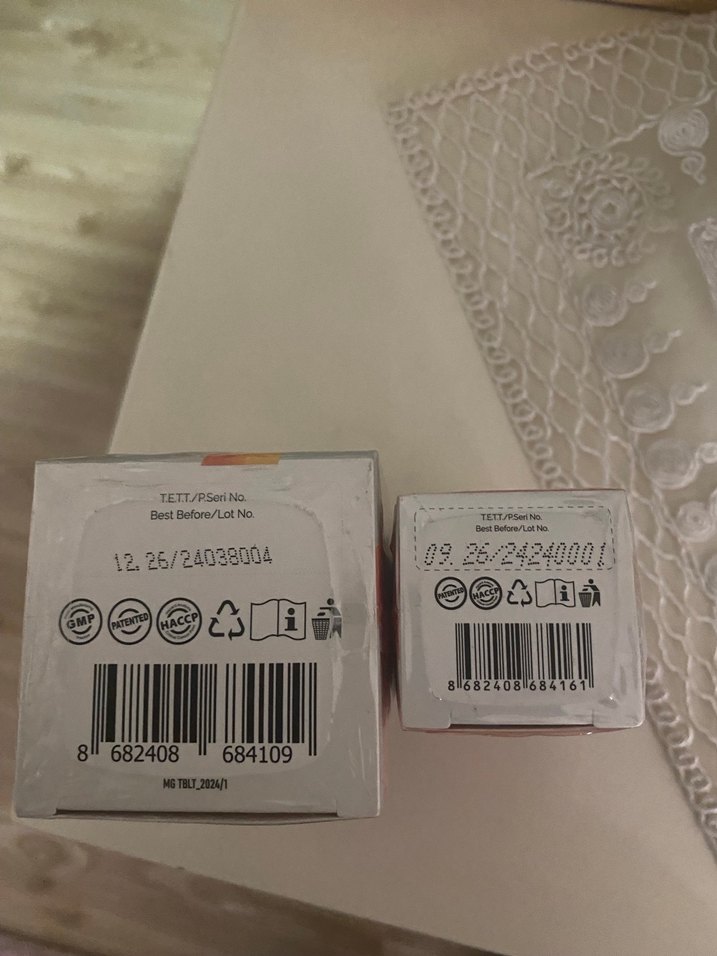 T.E.T.T./P.Seri No.
Best Before/Lot No.
12. 26/24038004
GMP
PATENTED
HACCP
8 682408 684109
MG TBLT_2024/1
T.E.T.T./P.Seri No.
Best Before/Lot No.
09. 26/24240001
PATENTED
HACCP
8 682408 684161